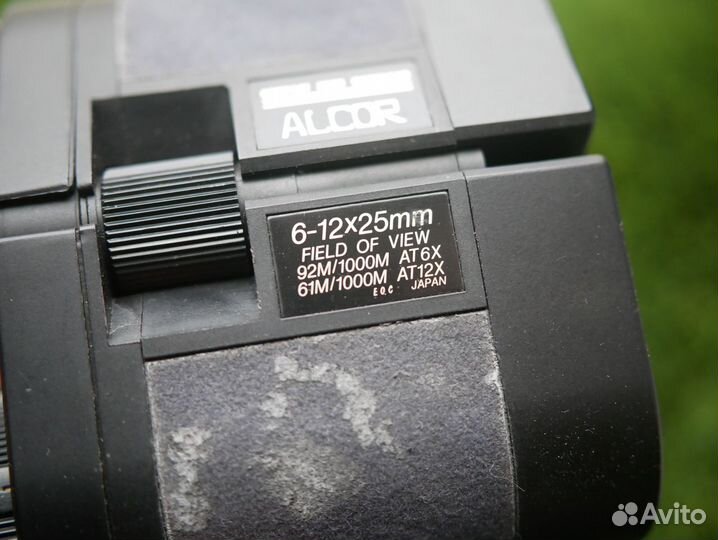 ALCOR
6-12x25mm
FIELD OF VIEW
92M/1000M AT6X
61M/1000M AT12X
E.O.C JAPAN
Avito